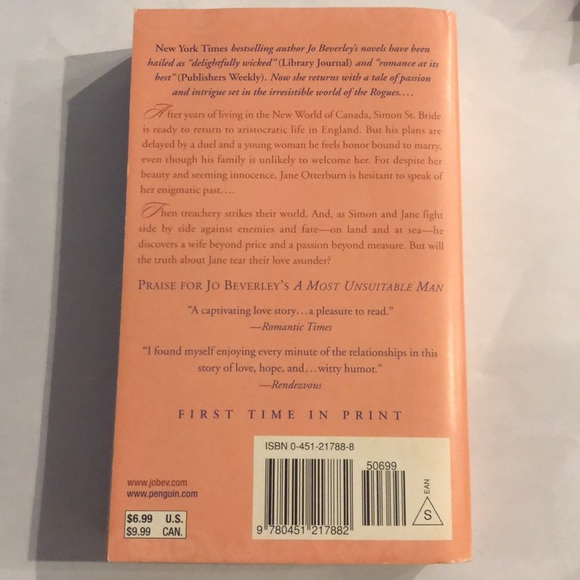 New York Times bestselling author Jo Beverley's novels have been
hailed as "delightfully wicked" (Library Journal) and "romance at its
best" (Publishers Weekly). Now she returns with a tale of passion
and intrigue set in the irresistible world of the Rogues....
After years of living in the New World of Canada, Simon St. Bride
is ready to return to aristocratic life in England. But his plans are
delayed by a duel and a young woman he feels honor bound to marry,
even though his family is unlikely to welcome her. For despite her
beauty and seeming innocence, Jane Otterburn is hesitant to speak of
her enigmatic past....
Then treachery strikes their world. And, as Simon and Jane fight
side by side against enemies and fate—on land and at sea—he
discovers a wife beyond price and a passion beyond measure. But will
the truth about Jane tear their love asunder?
Praise for Jo Beverley's A Most Unsuitable Man
"A captivating love story...a pleasure to read."
—Romantic Times
"I found myself enjoying every minute of the relationships in this
story of love, hope, and...witty humor."
—Rendezvous
FIRST TIME IN PRINT
ISBN 0-451-21788-8
50699
EAN
S
9 780451 217882
www.jobev.com
www.penguin.com
$6.99 U.S.
$9.99 CAN.